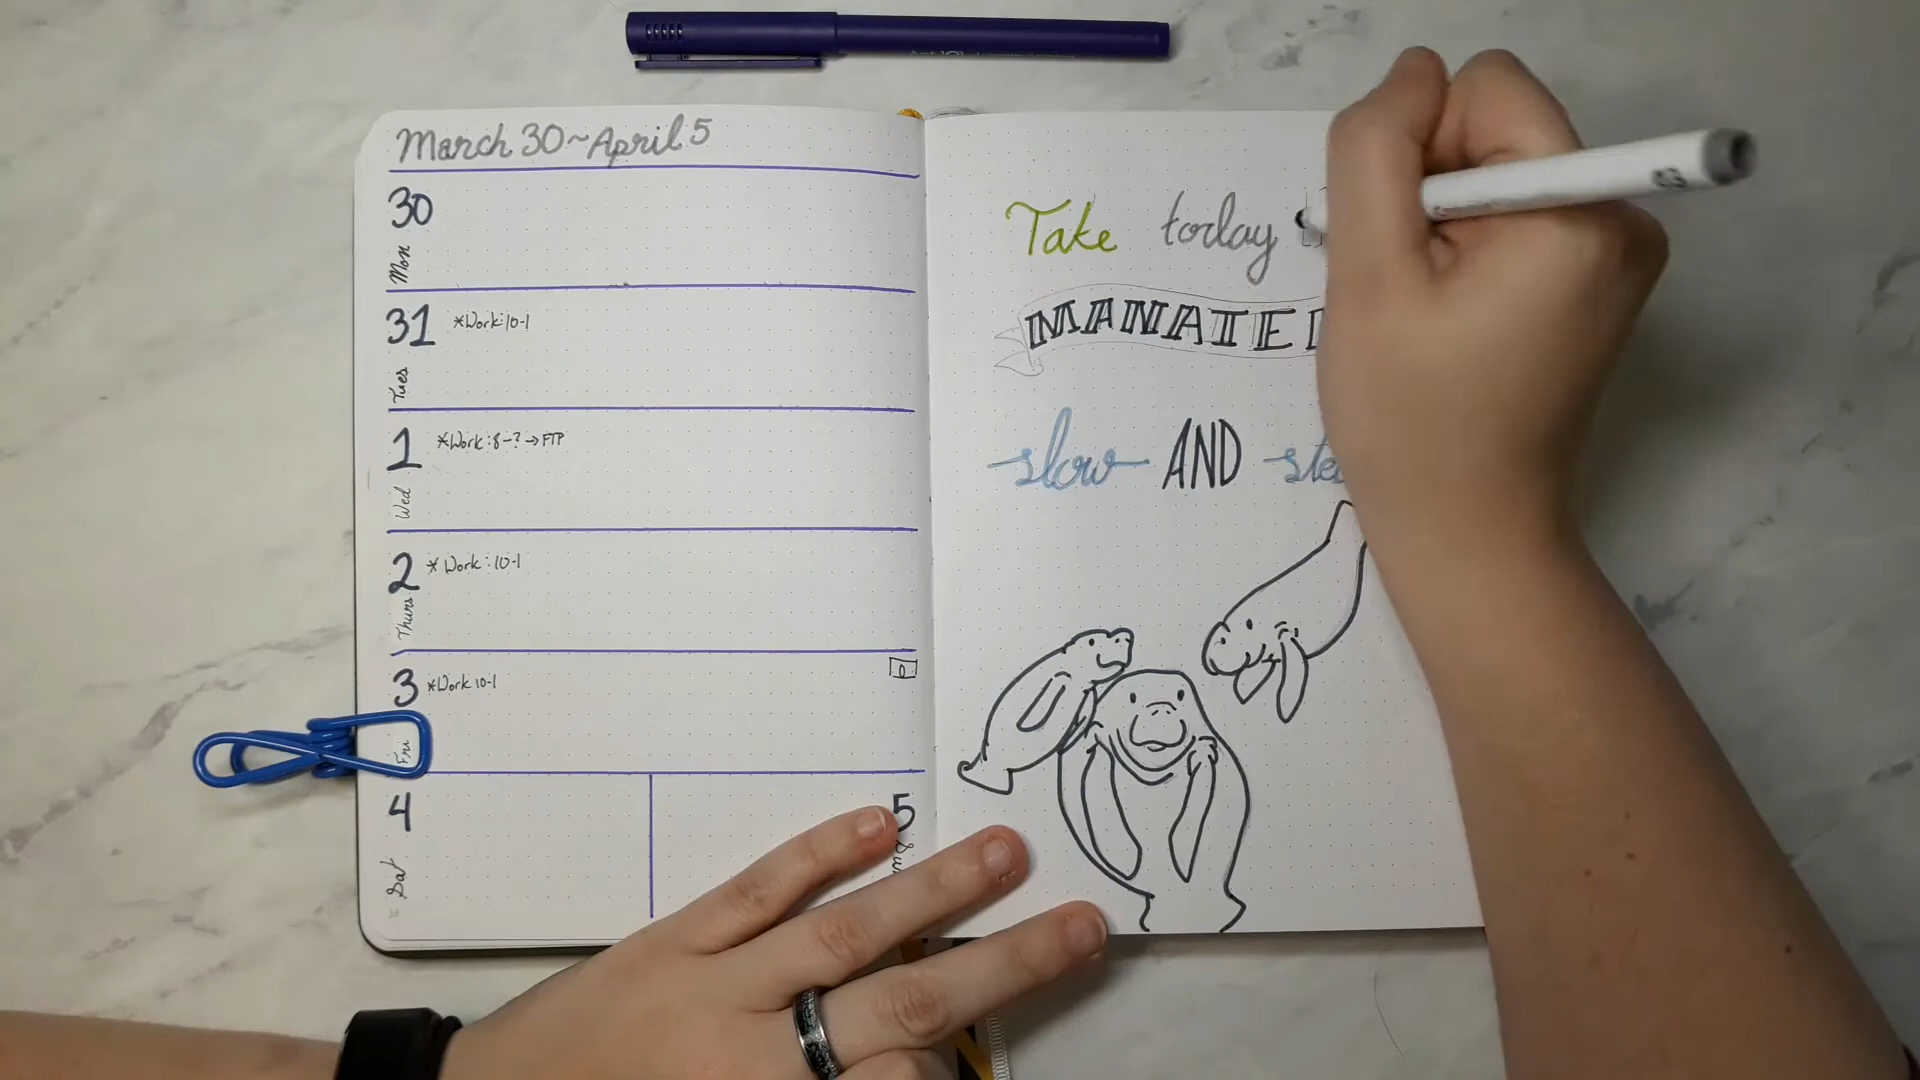 March 30~April 5
30
Mon
31 *Work:10-1
Tues
1 *Work:8-?→FTP
Wed
2 * Work:10-1
Thurs
3 *Work 10-1
Fri
4
Sat
5
Take today
slow AND